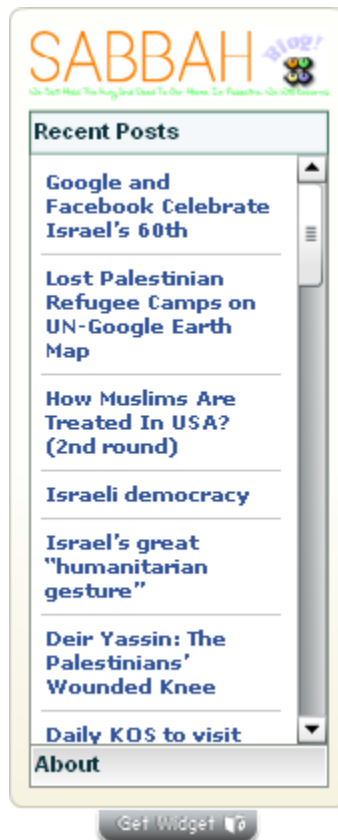 SABBAH
Blog!
Recent Posts
Google and
Facebook Celebrate
Israel's 60th
Lost Palestinian
Refugee Camps on
UN-Google Earth
Map
How Muslims Are
Treated In USA?
(2nd round)
Israeli democracy
Israel's great
"humanitarian
gesture"
Deir Yassin: The
Palestinians'
Wounded Knee
Daily KOS to visit
About
Get Widget